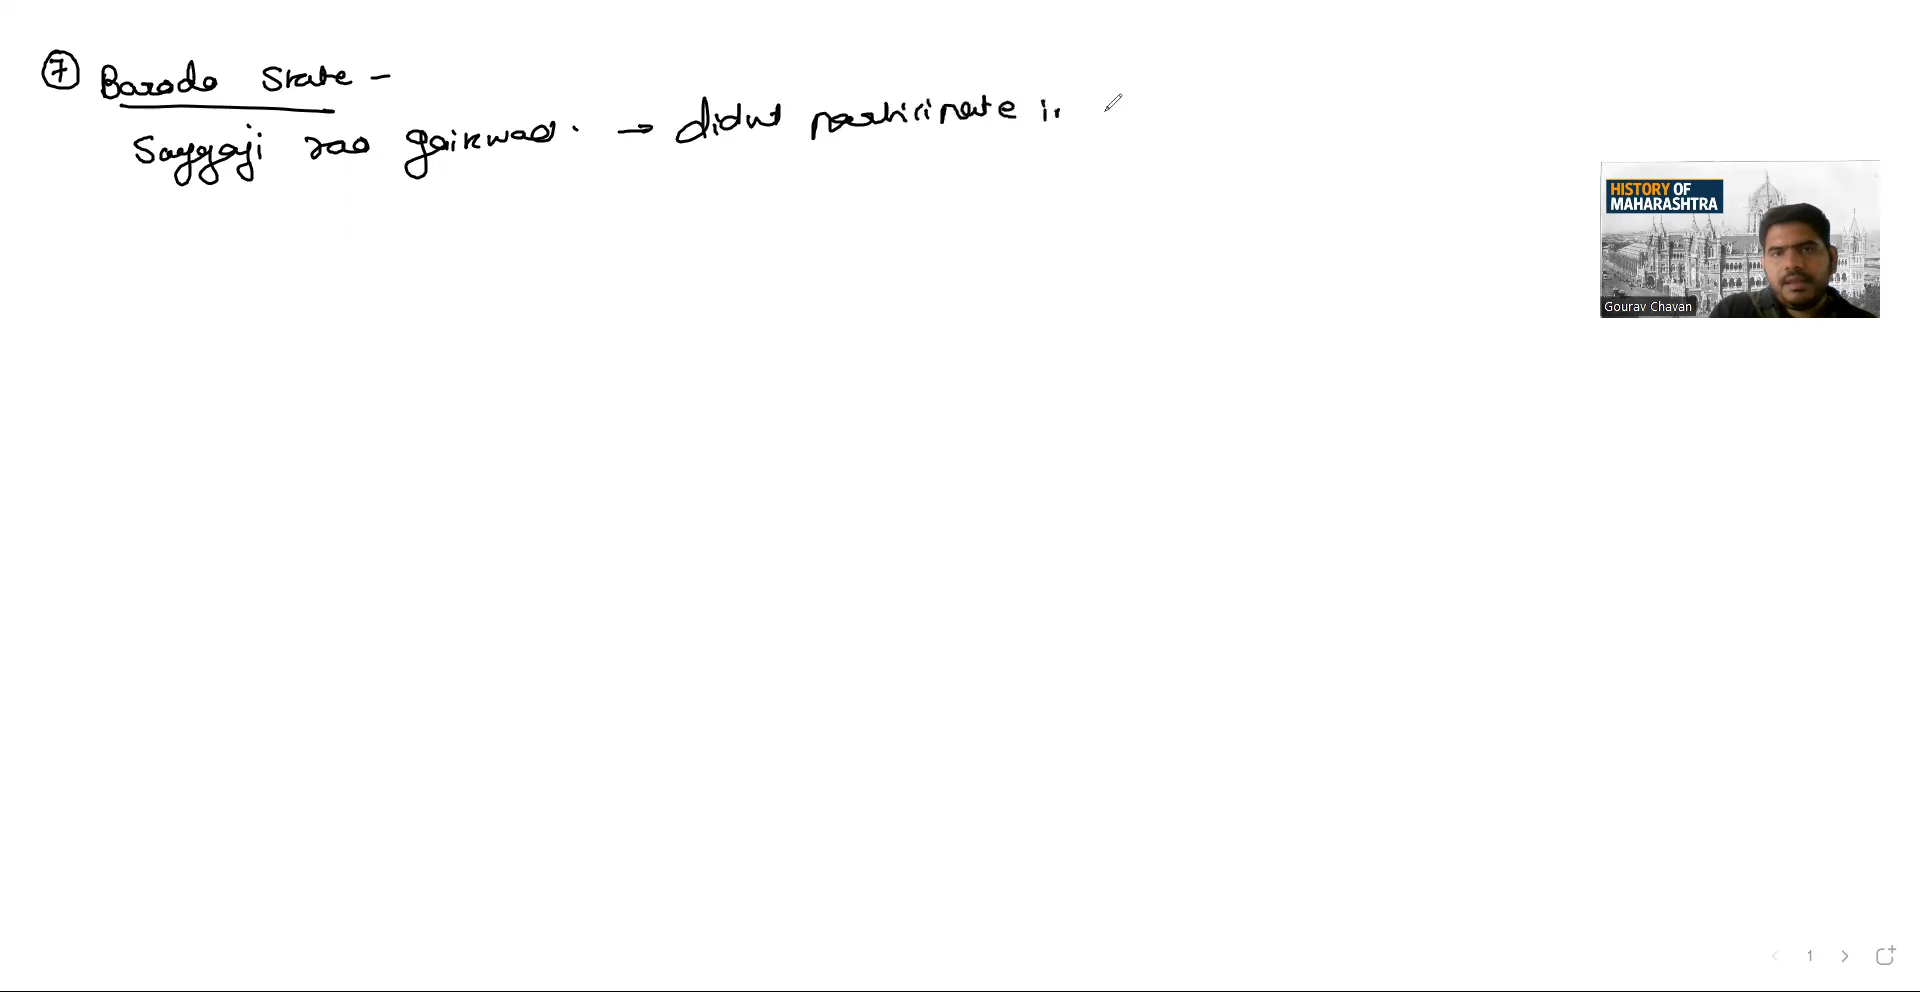 ⑦ Baroda State -
Sayyaji rao gaikwad. → didnt participate in
HISTORY OF
MAHARASHTRA
Gourav Chavan
1